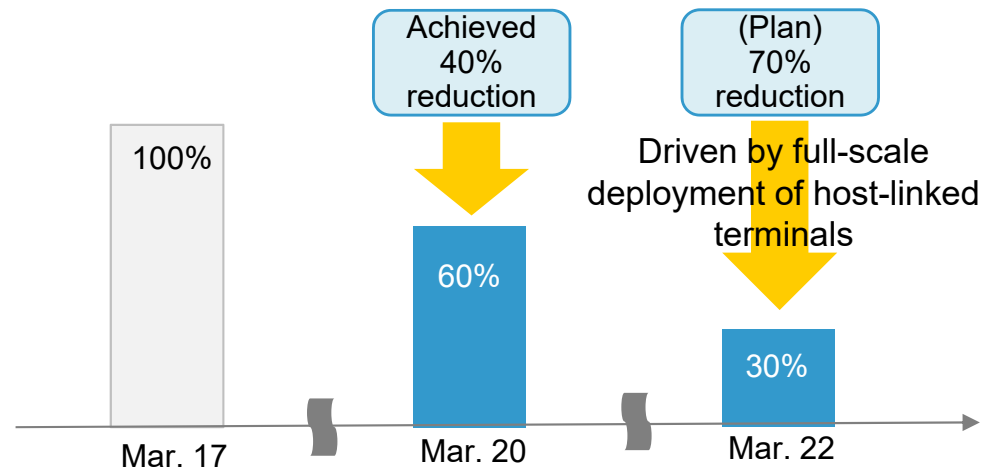 Achieved
40%
reduction
(Plan)
70%
reduction
100%
Driven by full-scale
deployment of host-linked
terminals
60%
30%
Mar. 17
Mar. 20
Mar. 22